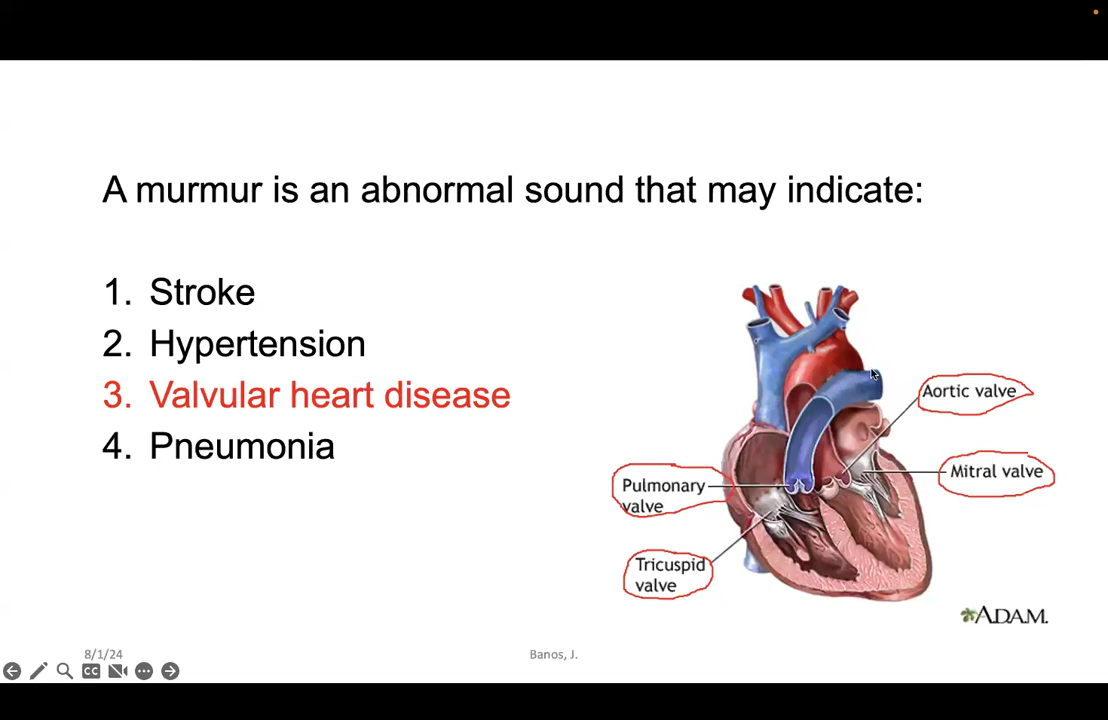 A murmur is an abnormal sound that may indicate:
1. Stroke
2. Hypertension
3. Valvular heart disease
4. Pneumonia
Aortic valve
Mitral valve
Pulmonary
valve
Tricuspid
valve
ADAM.
8/1/24
Banos, J.
CC